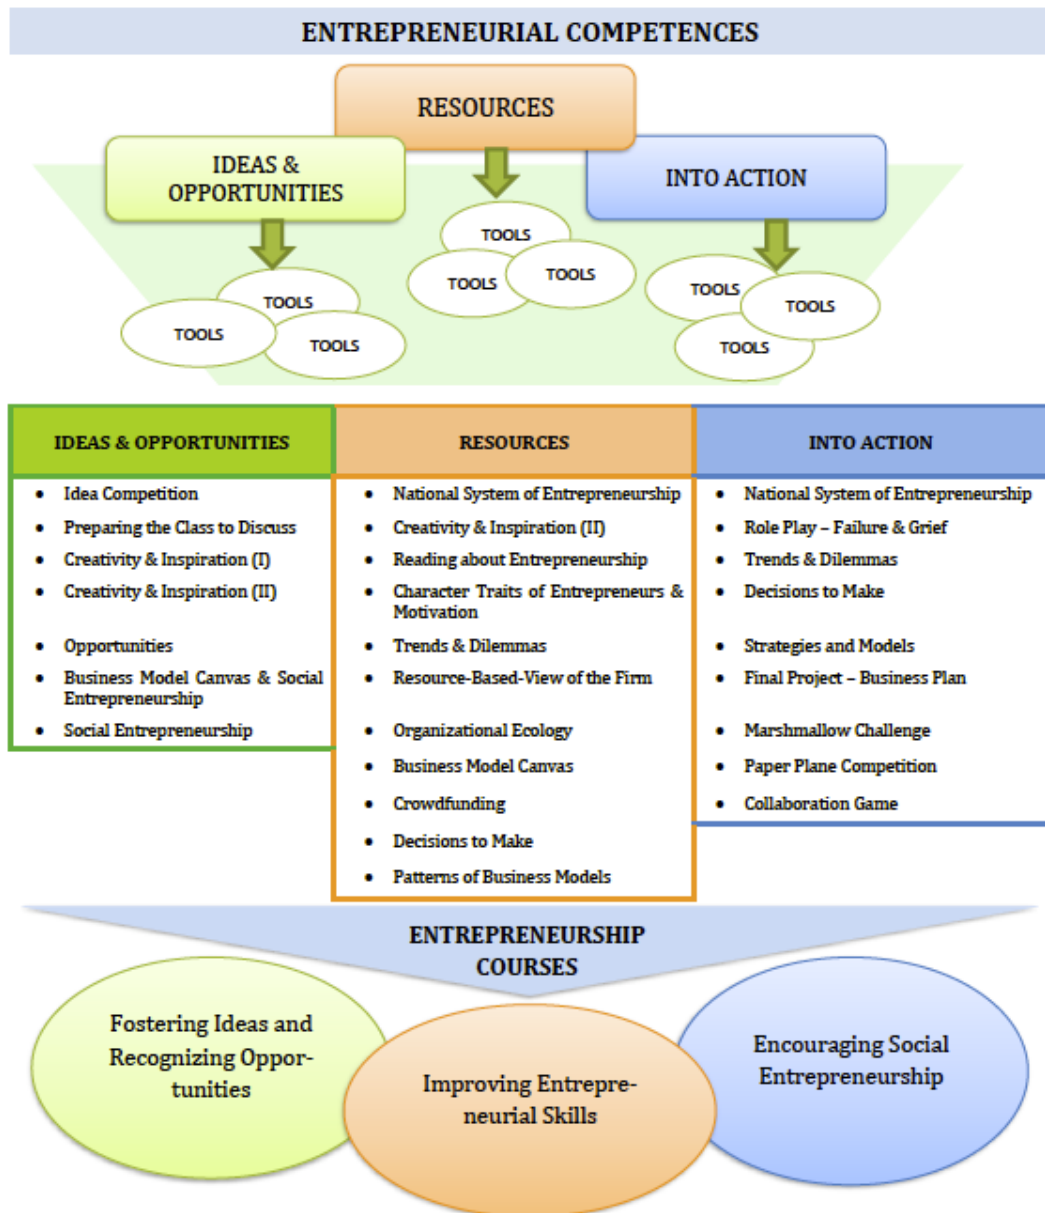 ENTREPRENEURIAL COMPETENCES
RESOURCES
IDEAS &
OPPORTUNITIES
INTO ACTION
TOOLS
TOOLS
TOOLS
TOOLS
TOOLS
TOOLS
TOOLS
TOOLS
TOOLS
IDEAS & OPPORTUNITIES
• Idea Competition
• Preparing the Class to Discuss
• Creativity & Inspiration (I)
• Creativity & Inspiration (II)
• Opportunities
• Business Model Canvas & Social
Entrepreneurship
• Social Entrepreneurship
RESOURCES
• National System of Entrepreneurship
• Creativity & Inspiration (II)
• Reading about Entrepreneurship
• Character Traits of Entrepreneurs &
Motivation
• Trends & Dilemmas
• Resource-Based-View of the Firm
• Organizational Ecology
• Business Model Canvas
• Crowdfunding
• Decisions to Make
• Patterns of Business Models
INTO ACTION
• National System of Entrepreneurship
• Role Play – Failure & Grief
• Trends & Dilemmas
• Decisions to Make
• Strategies and Models
• Final Project – Business Plan
• Marshmallow Challenge
• Paper Plane Competition
• Collaboration Game
ENTREPRENEURSHIP
COURSES
Fostering Ideas and
Recognizing Oppor-
tunities
Improving Entrepre-
neurial Skills
Encouraging Social
Entrepreneurship